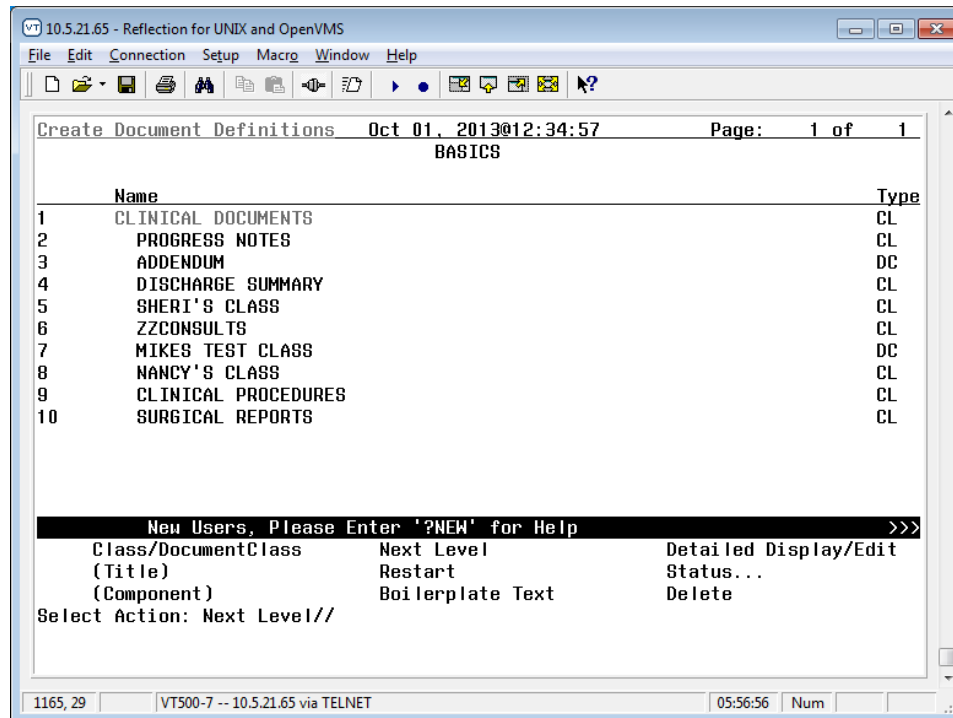 VT 10.5.21.65 - Reflection for UNIX and OpenVMS
File Edit Connection Setup Macro Window Help
Create Document Definitions Oct 01, 2013@12:34:57 Page: 1 of 1
BASICS
Name Type
1 CLINICAL DOCUMENTS CL
2 PROGRESS NOTES CL
3 ADDENDUM DC
4 DISCHARGE SUMMARY CL
5 SHERI'S CLASS CL
6 ZZCONSULTS CL
7 MIKES TEST CLASS DC
8 NANCY'S CLASS CL
9 CLINICAL PROCEDURES CL
10 SURGICAL REPORTS CL
New Users, Please Enter '?NEW' for Help >>>
Class/DocumentClass Next Level Detailed Display/Edit
(Title) Restart Status...
(Component) Boilerplate Text Delete
Select Action: Next Level//
1165, 29 VT500-7 -- 10.5.21.65 via TELNET 05:56:56 Num